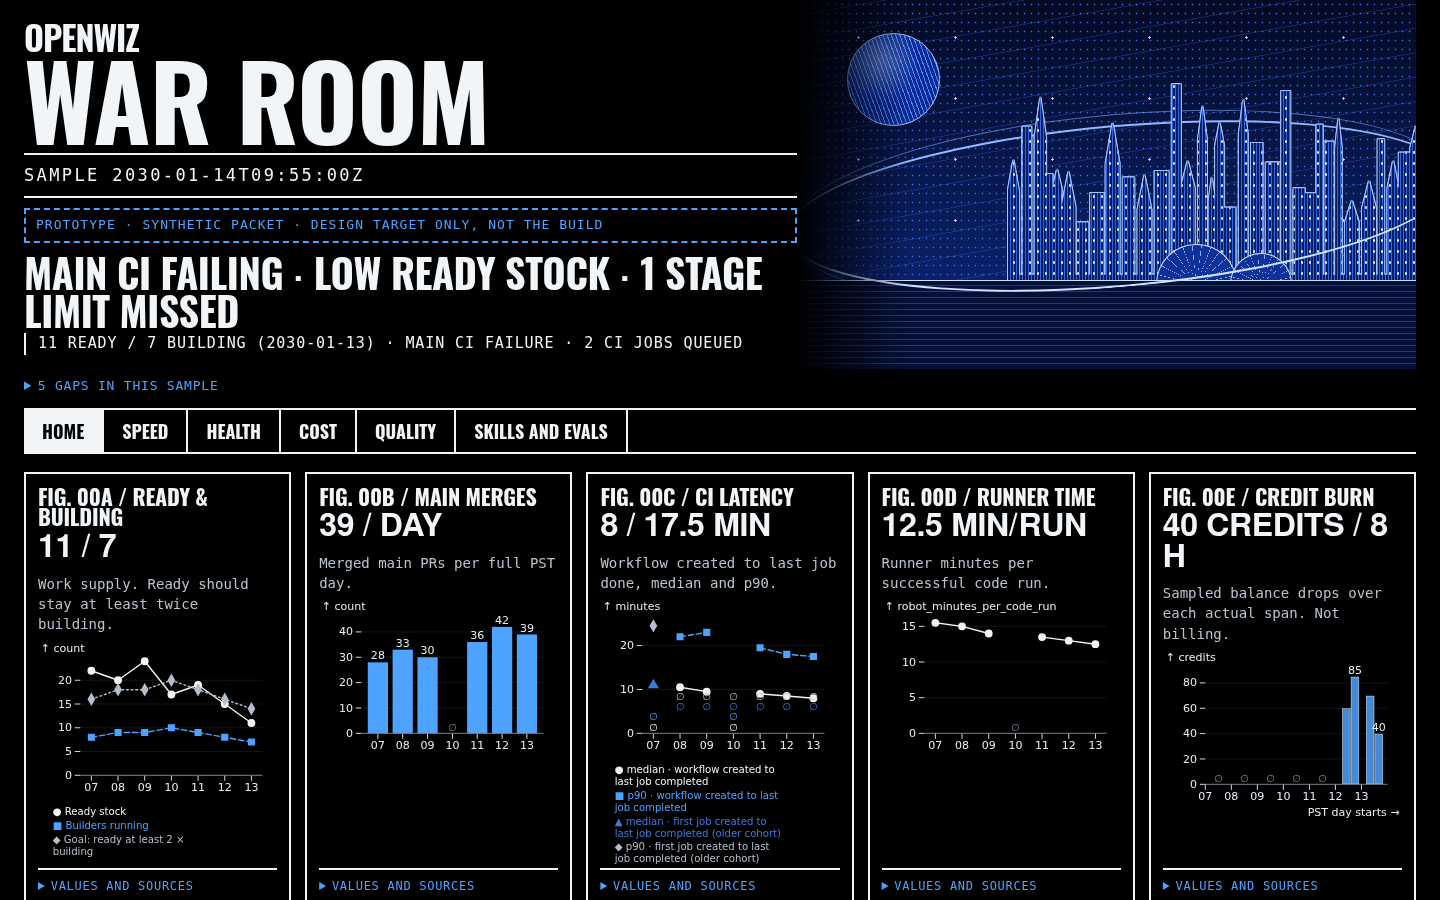 OPENWIZ
WAR ROOM
SAMPLE 2030-01-14T09:55:00Z
PROTOTYPE · SYNTHETIC PACKET · DESIGN TARGET ONLY, NOT THE BUILD
MAIN CI FAILING · LOW READY STOCK · 1 STAGE
LIMIT MISSED
11 READY / 7 BUILDING (2030-01-13) · MAIN CI FAILURE · 2 CI JOBS QUEUED
5 GAPS IN THIS SAMPLE
HOME SPEED HEALTH COST QUALITY SKILLS AND EVALS
FIG. 00A / READY &
BUILDING
11 / 7
Work supply. Ready should
stay at least twice
building.
↑ count
20
15
10
5
0
07 08 09 10 11 12 13
Ready stock
Builders running
Goal: ready at least 2 ×
building
VALUES AND SOURCES
FIG. 00B / MAIN MERGES
39 / DAY
Merged main PRs per full PST
day.
↑ count
40
30
20
10
0
28 33 30 ∅ 36 42 39
07 08 09 10 11 12 13
VALUES AND SOURCES
FIG. 00C / CI LATENCY
8 / 17.5 MIN
Workflow created to last job
done, median and p90.
↑ minutes
20
10
0
∅ ∅ ∅ ∅ ∅ ∅
∅ ∅ ∅ ∅ ∅ ∅
∅ ∅
∅ ∅
07 08 09 10 11 12 13
median · workflow created to
last job completed
p90 · workflow created to last
job completed
median · first job created to
last job completed (older cohort)
p90 · first job created to last
job completed (older cohort)
VALUES AND SOURCES
FIG. 00D / RUNNER TIME
12.5 MIN/RUN
Runner minutes per
successful code run.
↑ robot_minutes_per_code_run
15
10
5
0
∅
07 08 09 10 11 12 13
VALUES AND SOURCES
FIG. 00E / CREDIT BURN
40 CREDITS / 8
H
Sampled balance drops over
each actual span. Not
billing.
↑ credits
80
60
40
20
0
85
40
∅ ∅ ∅ ∅ ∅
07 08 09 10 11 12 13
PST day starts →
VALUES AND SOURCES